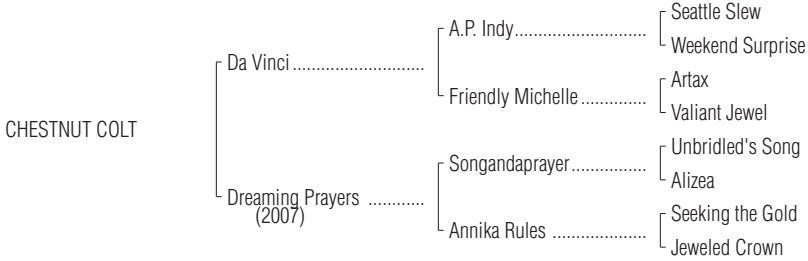 Seattle Slew
A.P. Indy............................
Weekend Surprise
Da Vinci ............................
Artax
Friendly Michelle..............
Valiant Jewel
CHESTNUT COLT
Unbridled's Song
Songandaprayer................
Alizea
Dreaming Prayers ............
(2007)
Seeking the Gold
Annika Rules ....................
Jeweled Crown